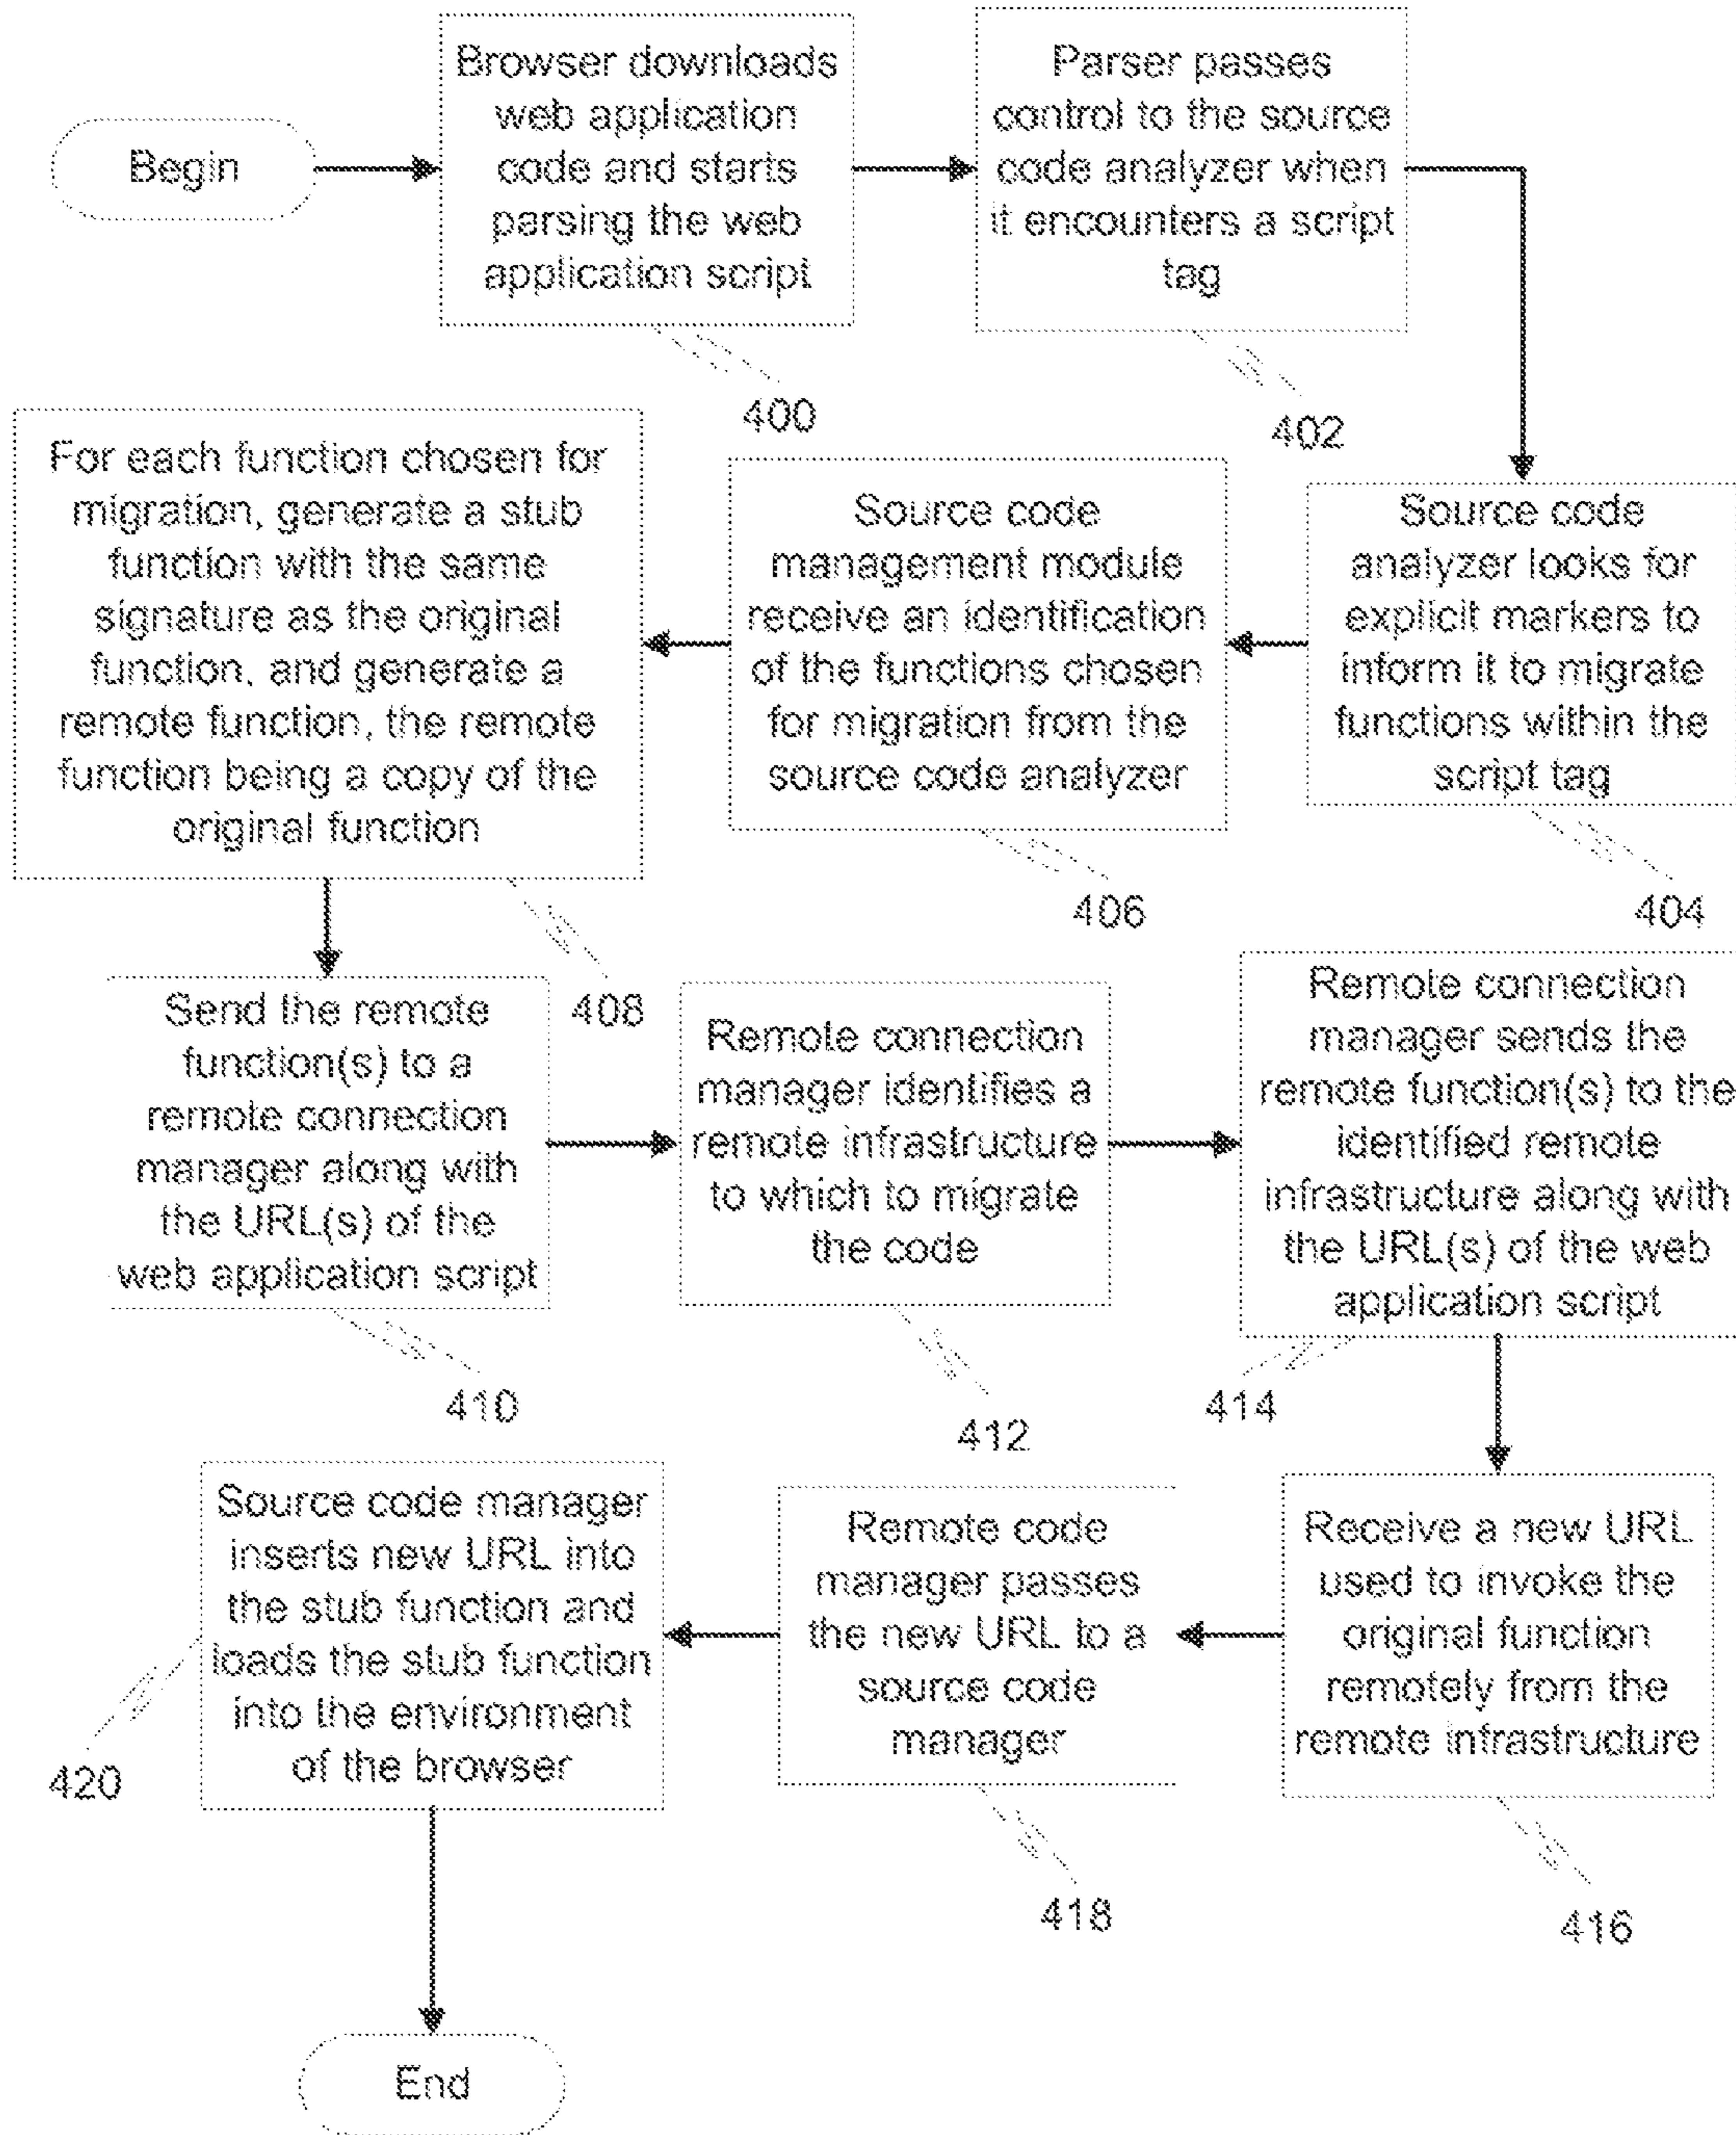 Begin
Browser downloads
web application
code and starts
parsing the web
application script
400
Parser passes
control to the source
code analyzer when
it encounters a script
tag
402
Source code
analyzer looks for
explicit markers to
inform it to migrate
functions within the
script tag
404
Source code
management module
receive an identification
of the functions chosen
for migration from the
source code analyzer
406
For each function chosen for
migration, generate a stub
function with the same
signature as the original
function, and generate a
remote function, the remote
function being a copy of the
original function
408
Send the remote
function(s) to a
remote connection
manager along with
the URL(s) of the
web application script
410
Remote connection
manager identifies a
remote infrastructure
to which to migrate
the code
412
Remote connection
manager sends the
remote function(s) to the
identified remote
infrastructure along with
the URL(s) of the web
application script
414
Receive a new URL
used to invoke the
original function
remotely from the
remote infrastructure
416
Remote code
manager passes
the new URL to a
source code
manager
418
Source code manager
inserts new URL into
the stub function and
loads the stub function
into the environment
of the browser
420
End